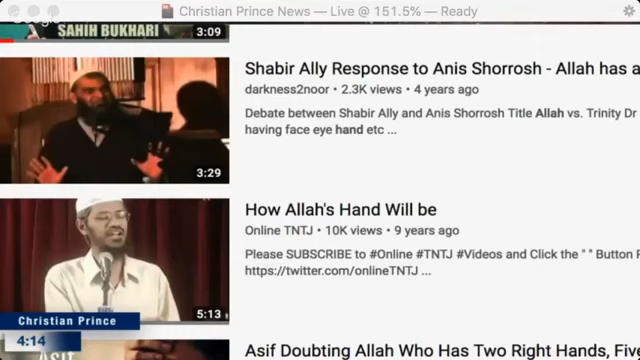 Christian Prince News — Live @ 151.5% — Ready
SAHIH BUKHARI
3:09
Shabir Ally Response to Anis Shorrosh - Allah has a
darkness2noor • 2.3K views • 4 years ago
Debate between Shabir Ally and Anis Shorrosh Title Allah vs. Trinity Dr
having face eye hand etc ...
3:29
How Allah's Hand Will be
Online TNTJ • 10K views • 9 years ago
Please SUBSCRIBE to #Online #TNTJ #Videos and Click the " " Button F
https://twitter.com/onlineTNTJ ...
5:13
Christian Prince
4:14
Asif
Asif Doubting Allah Who Has Two Right Hands, Five